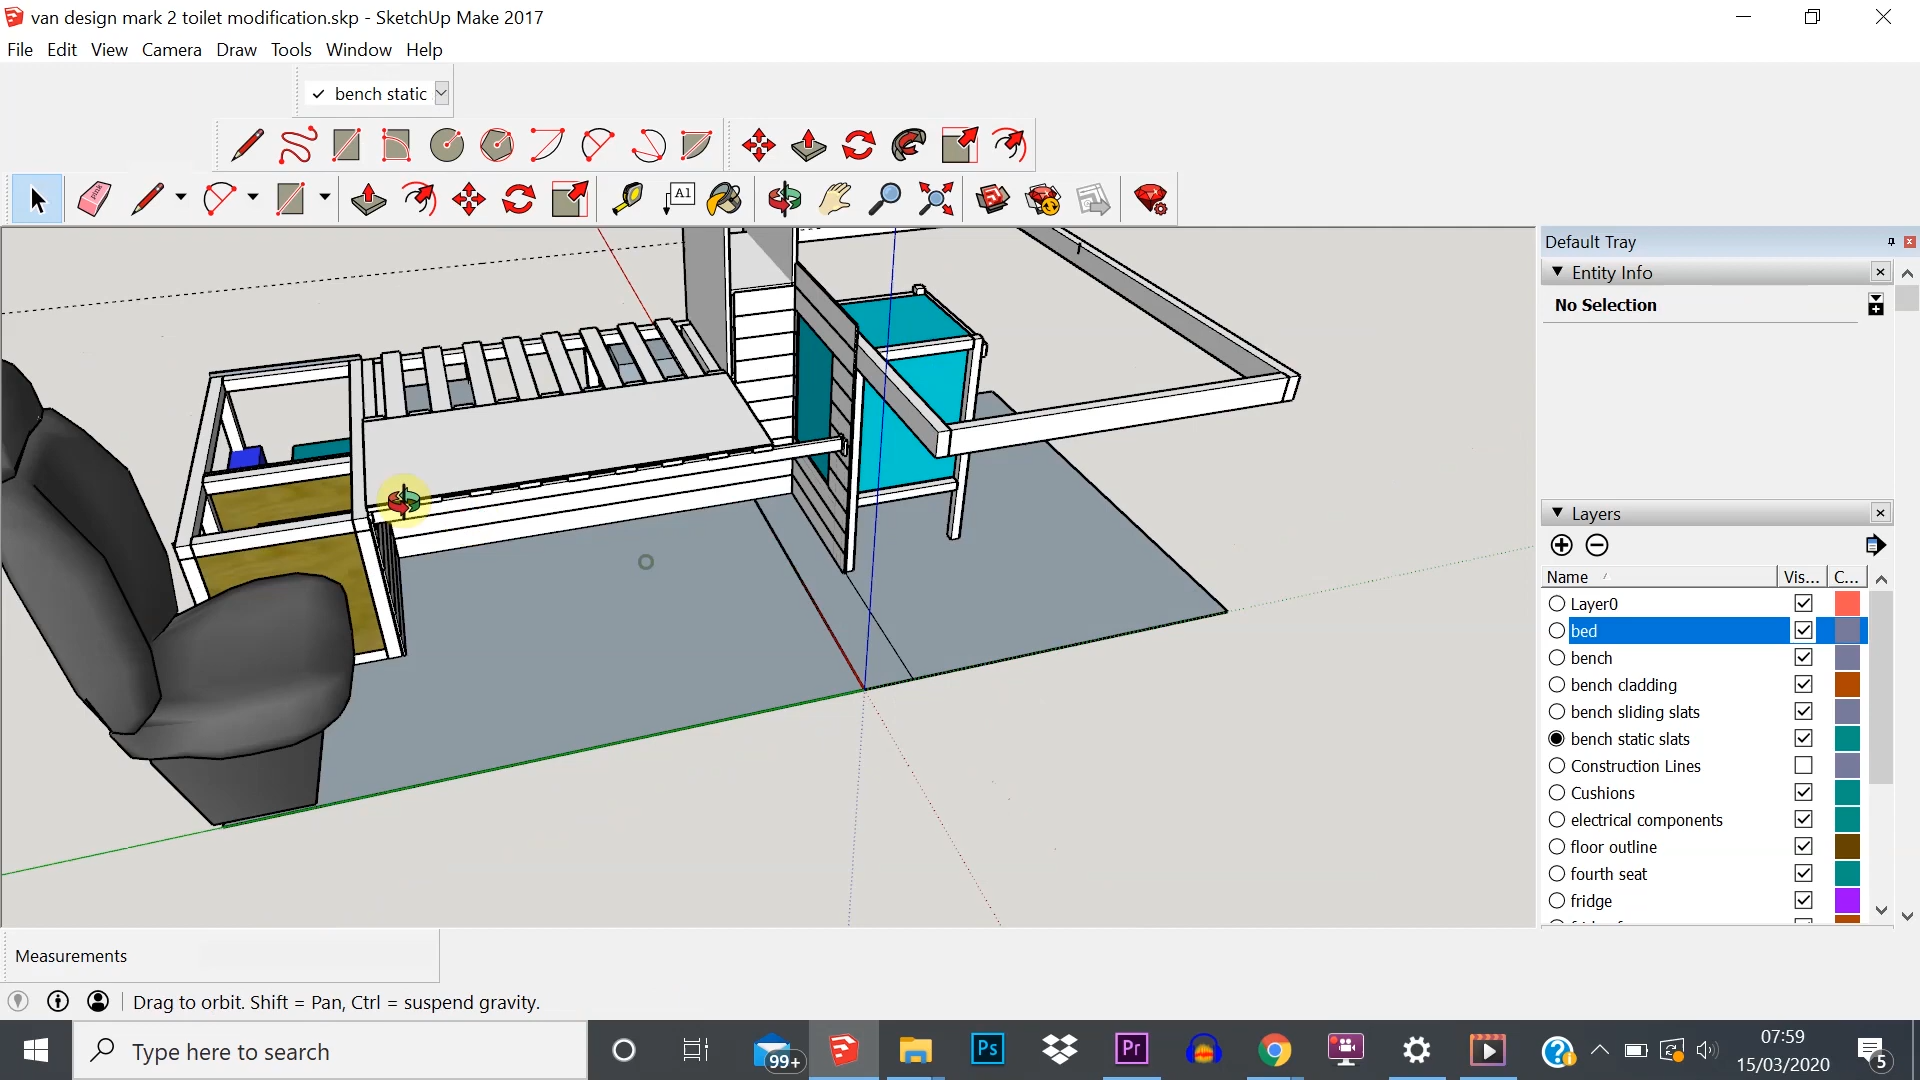 van design mark 2 toilet modification.skp - SketchUp Make 2017
File Edit View Camera Draw Tools Window Help
bench static
A1
Default Tray
Entity Info
No Selection
Layers
Name Vis... C...
Layer0
bed
bench
bench cladding
bench sliding slats
bench static slats
Construction Lines
Cushions
electrical components
floor outline
fourth seat
fridge
Measurements
Drag to orbit. Shift = Pan, Ctrl = suspend gravity.
Type here to search
99+
Ps
Pr
07:59
15/03/2020
5